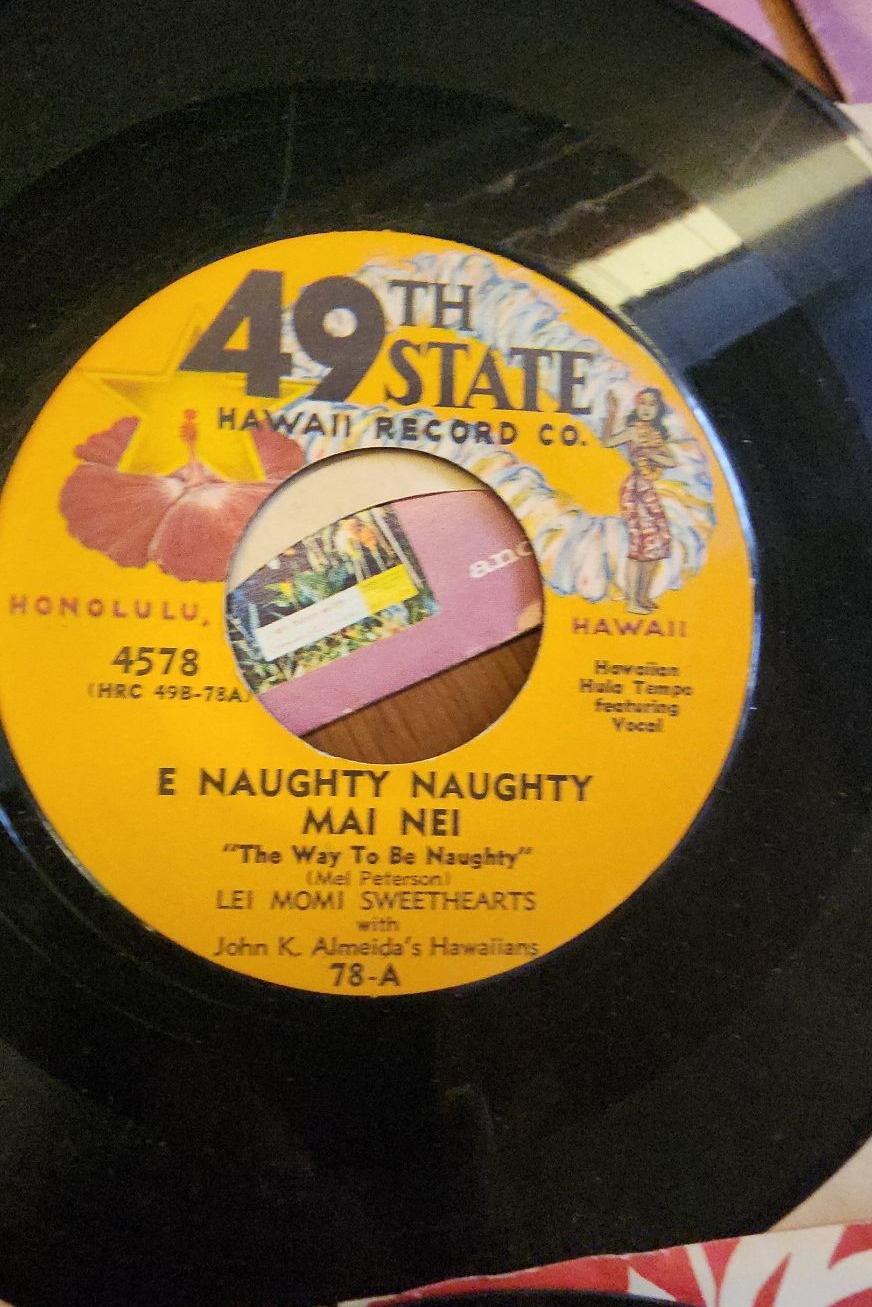 49TH
STATE
HAWAII RECORD CO.
and
HONOLULU,
HAWAII
4578
(HRC 49B-78A)
Hawaiian
Hula Tempo
featuring
Vocal
E NAUGHTY NAUGHTY
MAI NEI
"The Way To Be Naughty"
(Mel Peterson)
LEI MOMI SWEETHEARTS
with
John K. Almeida's Hawaiians
78-A